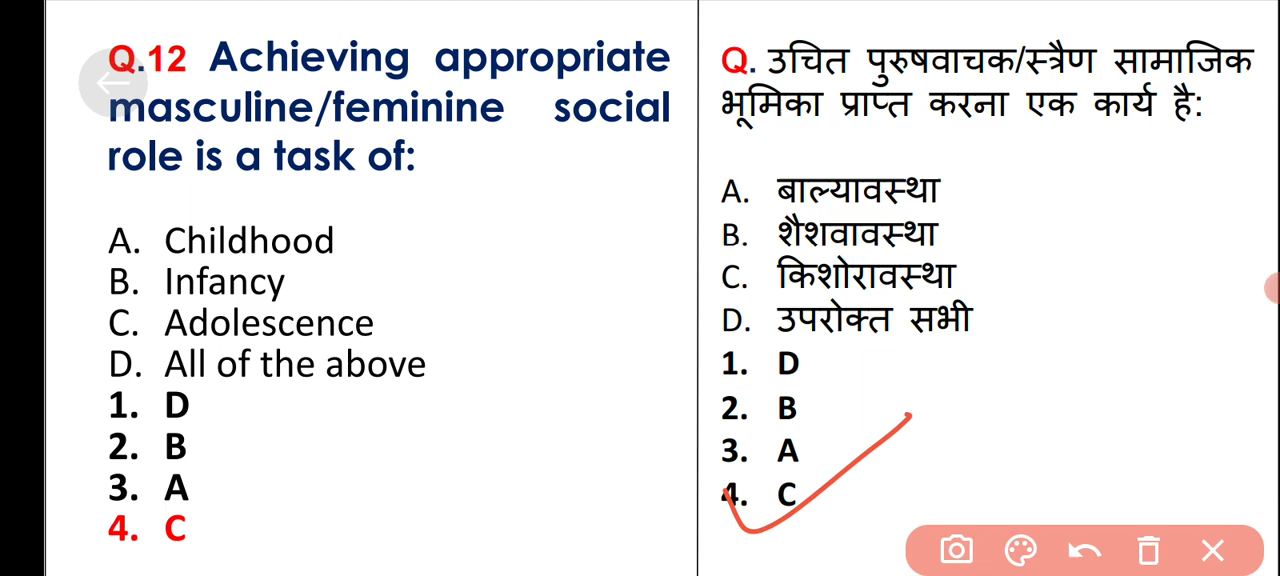 Q.12 Achieving appropriate
masculine/feminine social
role is a task of:
A. Childhood
B. Infancy
C. Adolescence
D. All of the above
1. D
2. B
3. A
4. C
Q. उचित पुरुषवाचक/स्त्रैण सामाजिक
भूमिका प्राप्त करना एक कार्य है:
A. बाल्यावस्था
B. शैशवावस्था
C. किशोरावस्था
D. उपरोक्त सभी
1. D
2. B
3. A
4. C